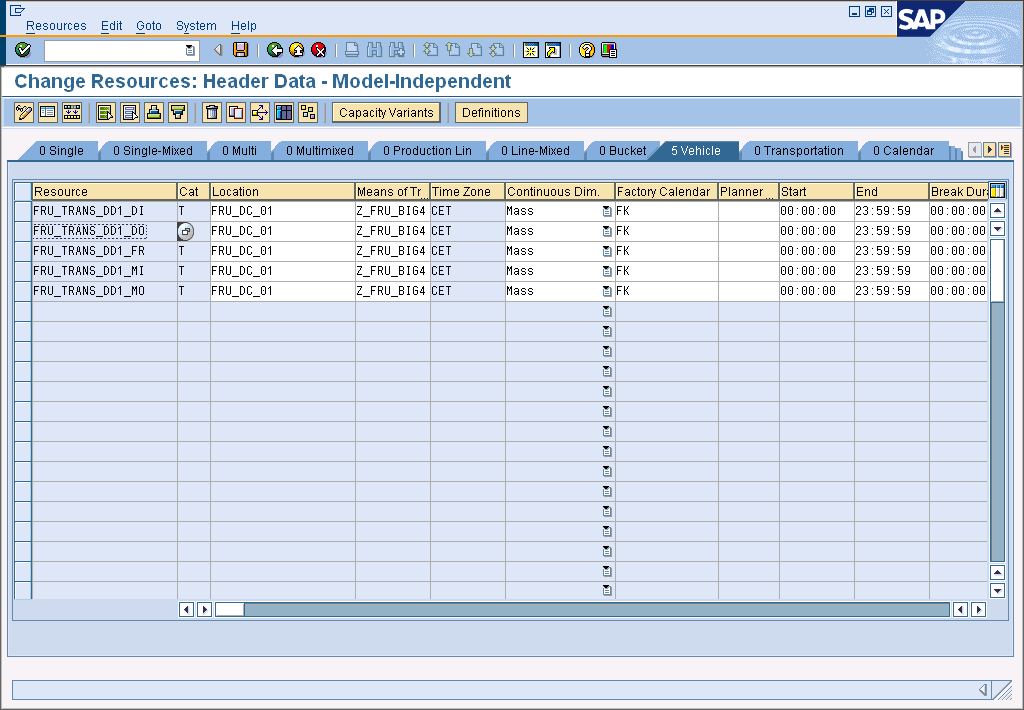 Resources Edit Goto System Help
SAP
Change Resources: Header Data - Model-Independent
Capacity Variants Definitions
0 Single 0 Single-Mixed 0 Multi 0 Multimixed 0 Production Lin 0 Line-Mixed 0 Bucket 5 Vehicle 0 Transportation 0 Calendar
Resource Cat Location Means of Tr... Time Zone Continuous Dim. Factory Calendar Planner ... Start End Break Dura
FRU_TRANS_DD1_DI T FRU_DC_01 Z_FRU_BIG4 CET Mass FK 00:00:00 23:59:59 00:00:00
FRU_TRANS_DD1_DO FRU_DC_01 Z_FRU_BIG4 CET Mass FK 00:00:00 23:59:59 00:00:00
FRU_TRANS_DD1_FR T FRU_DC_01 Z_FRU_BIG4 CET Mass FK 00:00:00 23:59:59 00:00:00
FRU_TRANS_DD1_MI T FRU_DC_01 Z_FRU_BIG4 CET Mass FK 00:00:00 23:59:59 00:00:00
FRU_TRANS_DD1_MO T FRU_DC_01 Z_FRU_BIG4 CET Mass FK 00:00:00 23:59:59 00:00:00